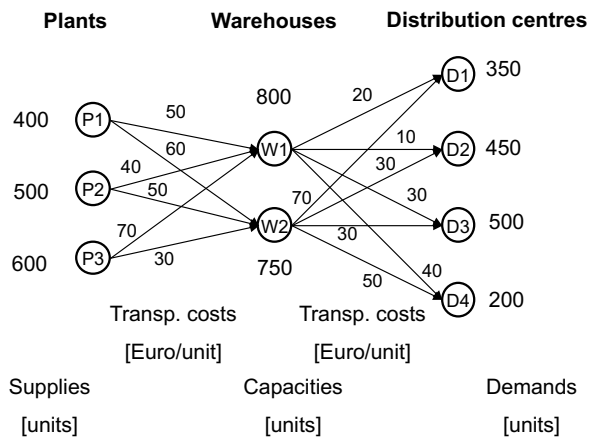 Plants Warehouses Distribution centres
D1 350
800 20
400 P1 50 W1 10 D2 450
60 30
500 P2 40
50 70 30
W2 30 D3 500
600 P3 70
30 750 50 40
D4 200
Transp. costs Transp. costs
[Euro/unit] [Euro/unit]
Supplies Capacities Demands
[units] [units] [units]